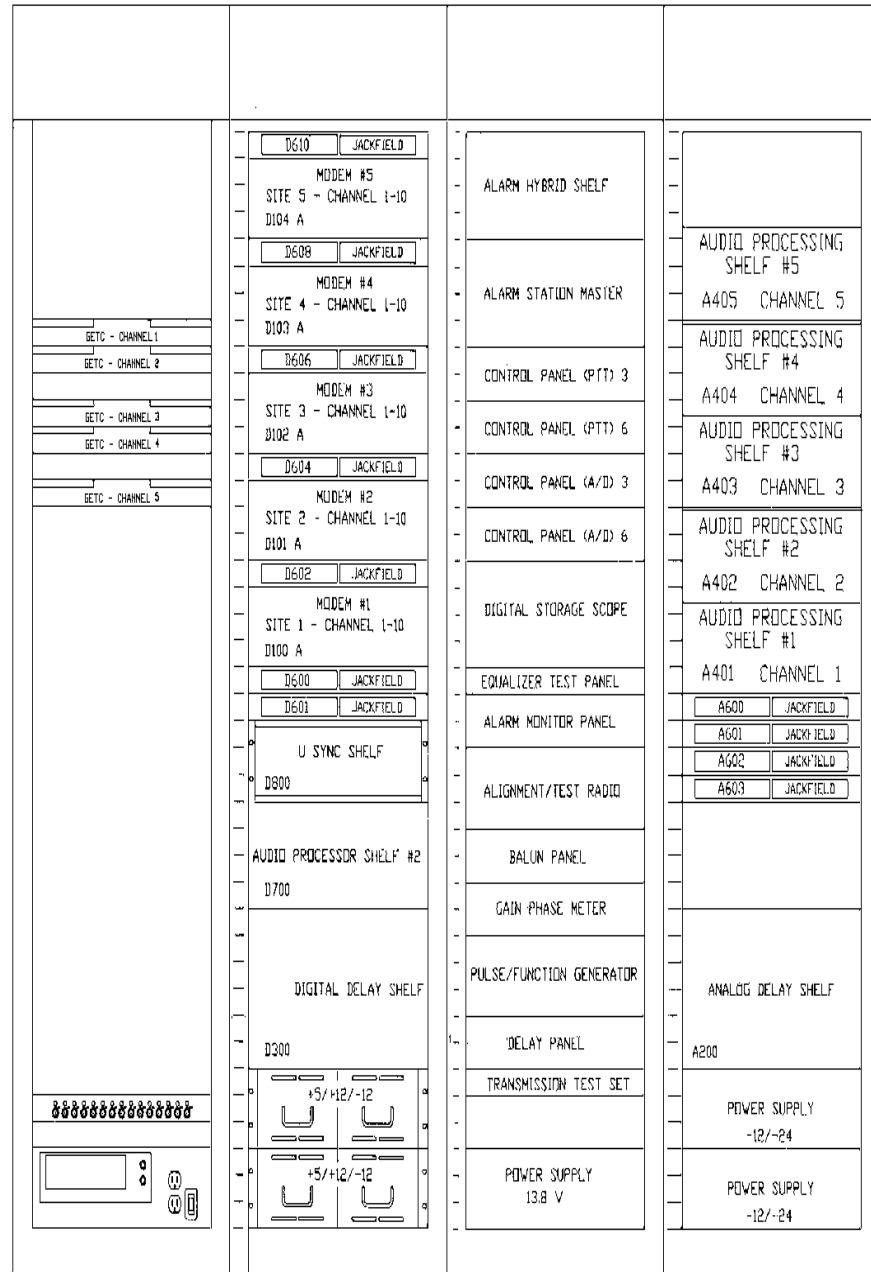 GETC - CHANNEL 1
GETC - CHANNEL 2
GETC - CHANNEL 3
GETC - CHANNEL 4
GETC - CHANNEL 5
D610 JACKFIELD
MODEM #5
SITE 5 - CHANNEL 1-10
D104 A
D608 JACKFIELD
MODEM #4
SITE 4 - CHANNEL 1-10
D103 A
D606 JACKFIELD
MODEM #3
SITE 3 - CHANNEL 1-10
D102 A
D604 JACKFIELD
MODEM #2
SITE 2 - CHANNEL 1-10
D101 A
D602 JACKFIELD
MODEM #1
SITE 1 - CHANNEL 1-10
D100 A
D600 JACKFIELD
D601 JACKFIELD
U SYNC SHELF
D800
AUDIO PROCESSOR SHELF #2
D700
DIGITAL DELAY SHELF
D300
+5/+12/-12
+5/+12/-12
ALARM HYBRID SHELF
ALARM STATION MASTER
CONTROL PANEL (PTT) 3
CONTROL PANEL (PTT) 6
CONTROL PANEL (A/D) 3
CONTROL PANEL (A/D) 6
DIGITAL STORAGE SCOPE
EQUALIZER TEST PANEL
ALARM MONITOR PANEL
ALIGNMENT/TEST RADIO
BALUN PANEL
GAIN PHASE METER
PULSE/FUNCTION GENERATOR
DELAY PANEL
TRANSMISSION TEST SET
POWER SUPPLY
13.8 V
AUDIO PROCESSING
SHELF #5
A405 CHANNEL 5
AUDIO PROCESSING
SHELF #4
A404 CHANNEL 4
AUDIO PROCESSING
SHELF #3
A403 CHANNEL 3
AUDIO PROCESSING
SHELF #2
A402 CHANNEL 2
AUDIO PROCESSING
SHELF #1
A401 CHANNEL 1
A600 JACKFIELD
A601 JACKFIELD
A602 JACKFIELD
A603 JACKFIELD
ANALOG DELAY SHELF
A200
POWER SUPPLY
-12/-24
POWER SUPPLY
-12/-24